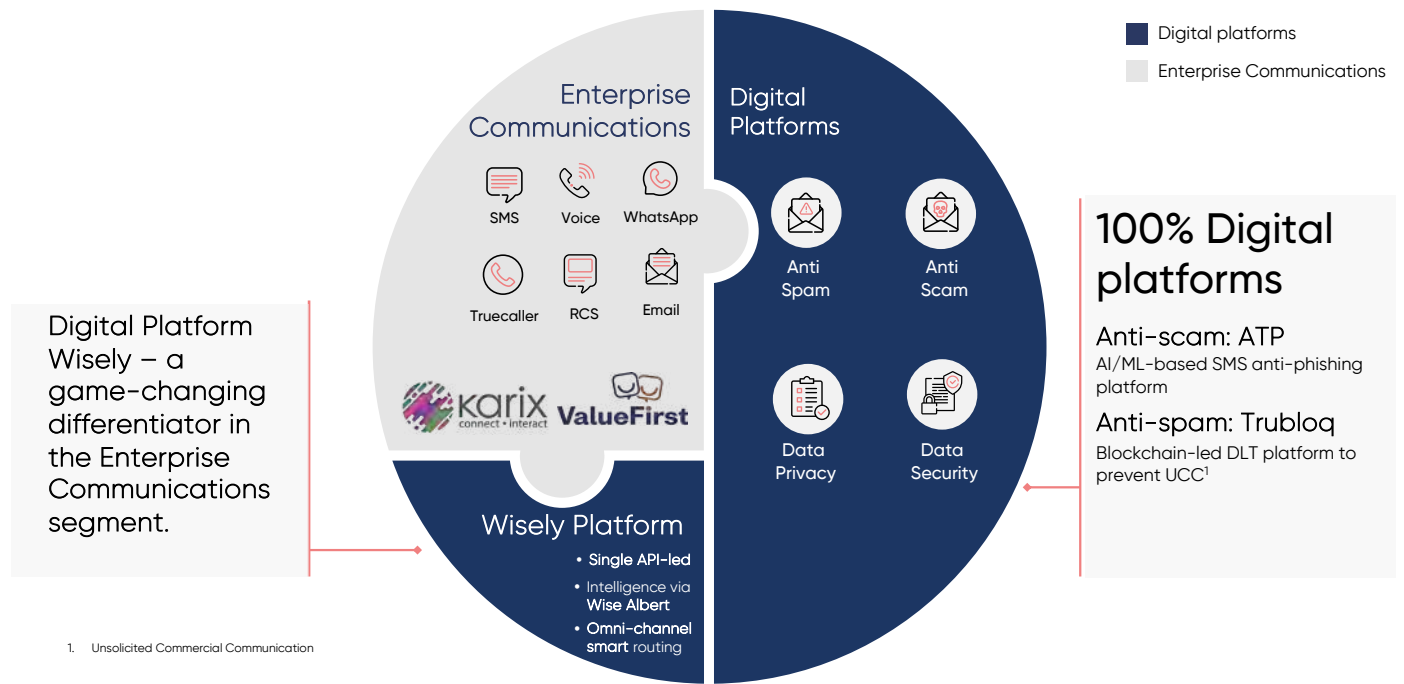 Digital platforms
Enterprise Communications
Enterprise
Communications
SMS
Voice
WhatsApp
Truecaller
RCS
Email
karix
connect • interact
ValueFirst
Digital
Platforms
Anti
Spam
Anti
Scam
Data
Privacy
Data
Security
Wisely Platform
• Single API-led
• Intelligence via
Wise Albert
• Omni-channel
smart routing
Digital Platform
Wisely – a
game-changing
differentiator in
the Enterprise
Communications
segment.
100% Digital
platforms
Anti-scam: ATP
AI/ML-based SMS anti-phishing
platform
Anti-spam: Trubloq
Blockchain-led DLT platform to
prevent UCC¹
1. Unsolicited Commercial Communication